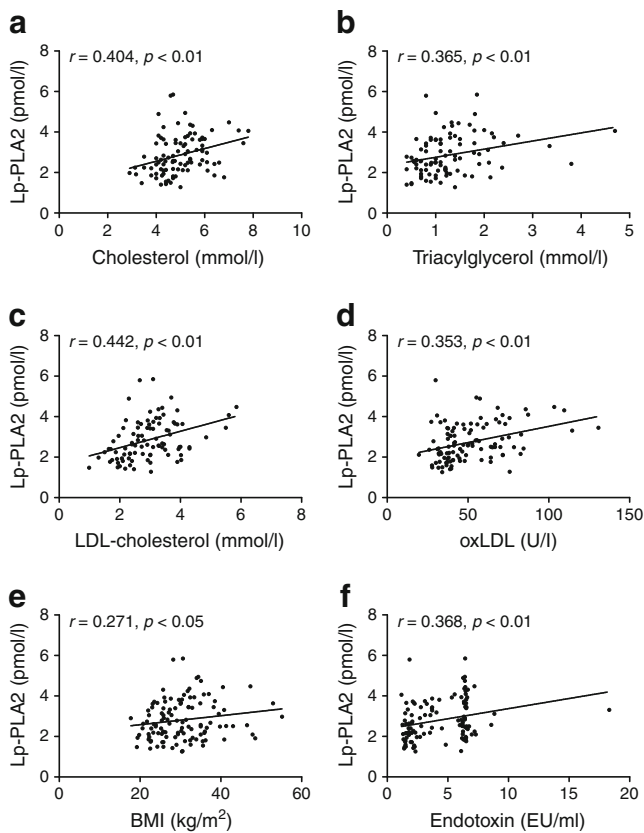 a
b
r = 0.404, p < 0.01
r = 0.365, p < 0.01
Lp-PLA2 (pmol/l)
8
6
4
2
0
0 2 4 6 8 10
Cholesterol (mmol/l)
Lp-PLA2 (pmol/l)
8
6
4
2
0
0 1 2 3 4 5
Triacylglycerol (mmol/l)
c
d
r = 0.442, p < 0.01
r = 0.353, p < 0.01
Lp-PLA2 (pmol/l)
8
6
4
2
0
0 2 4 6 8
LDL-cholesterol (mmol/l)
Lp-PLA2 (pmol/l)
8
6
4
2
0
0 50 100 150
oxLDL (U/l)
e
f
r = 0.271, p < 0.05
r = 0.368, p < 0.01
Lp-PLA2 (pmol/l)
8
6
4
2
0
0 20 40 60
BMI (kg/m²)
Lp-PLA2 (pmol/l)
8
6
4
2
0
0 5 10 15 20
Endotoxin (EU/ml)